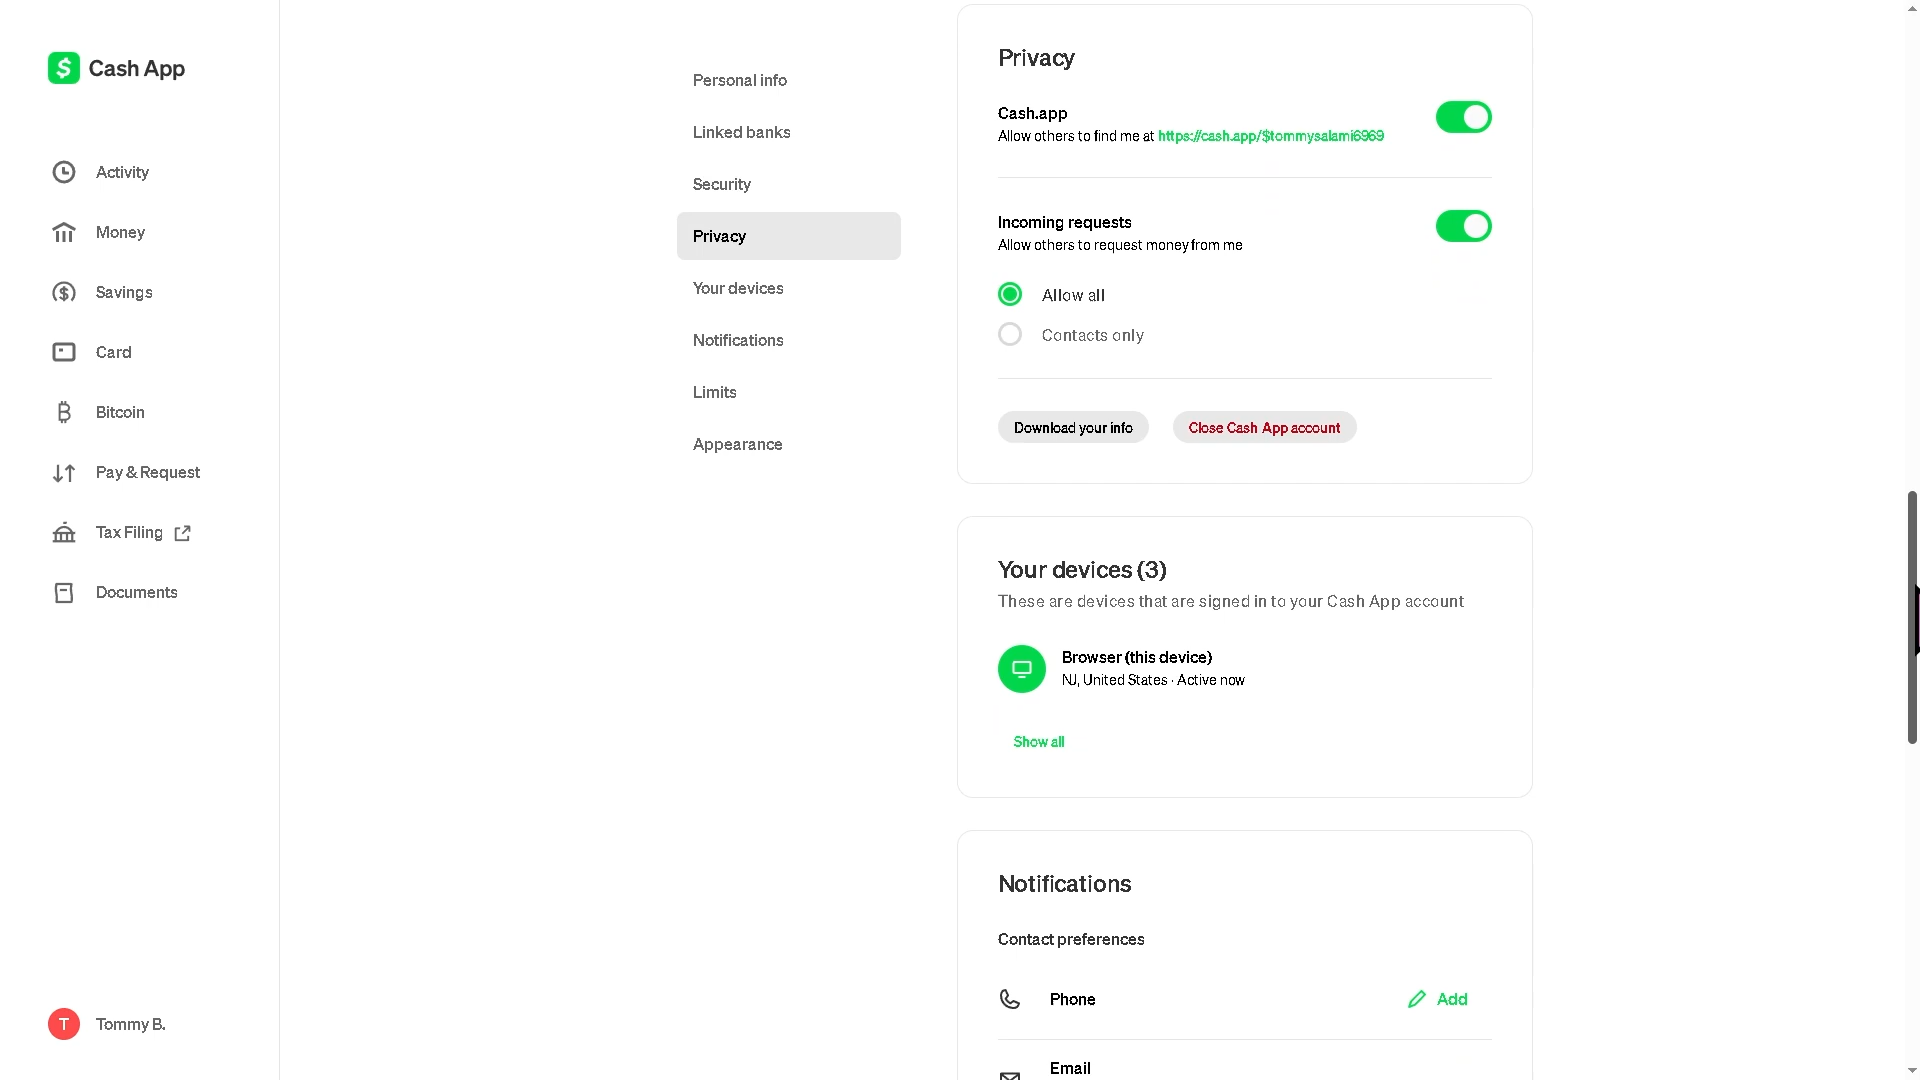 Cash App
Activity
Money
Savings
Card
Bitcoin
Pay & Request
Tax Filing
Documents
Tommy B.
Personal info
Linked banks
Security
Privacy
Your devices
Notifications
Limits
Appearance
Privacy
Cash.app
Allow others to find me at https://cash.app/$tommysalami6969
Incoming requests
Allow others to request money from me
Allow all
Contacts only
Download your info
Close Cash App account
Your devices (3)
These are devices that are signed in to your Cash App account
Browser (this device)
NJ, United States · Active now
Show all
Notifications
Contact preferences
Phone
Add
Email